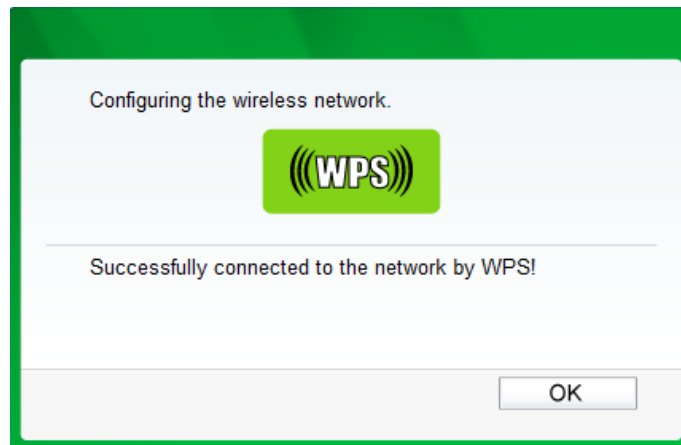 Configuring the wireless network.
(((WPS)))
Successfully connected to the network by WPS!
OK